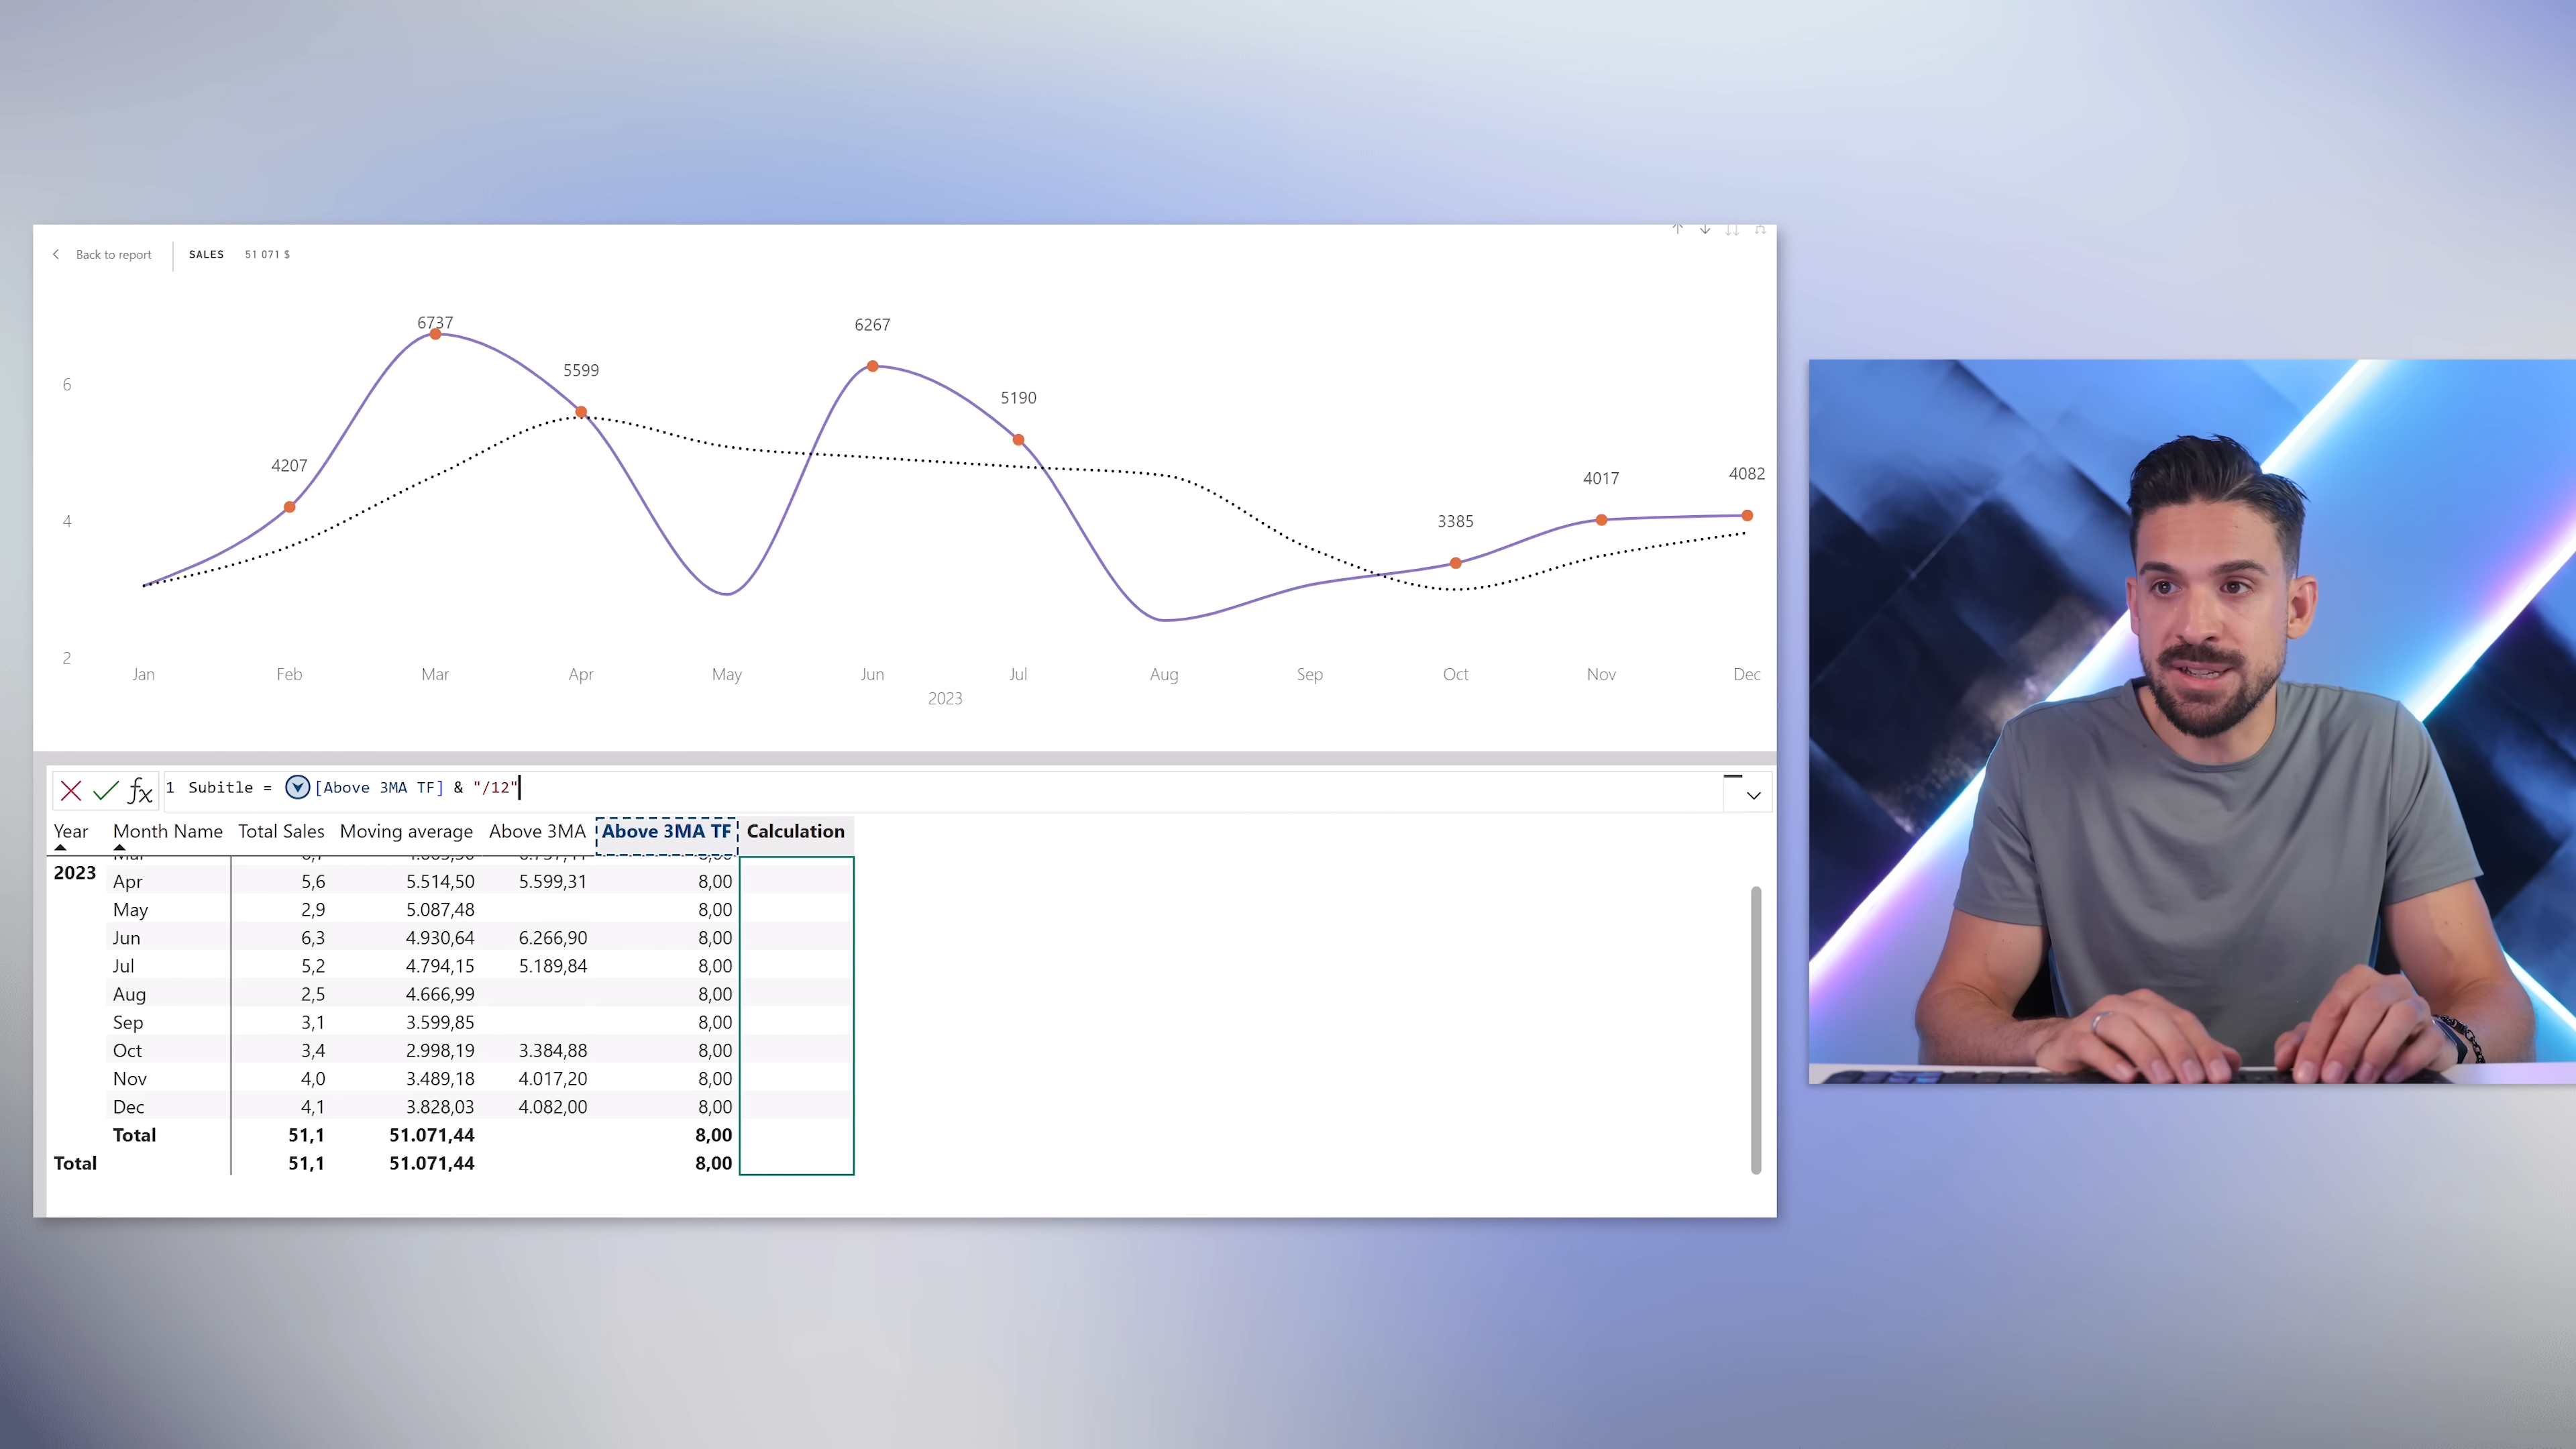 Back to report SALES 51 071 $
6737
6267
5599
5190
6
4207
4017
4082
4
3385
2
Jan Feb Mar Apr May Jun Jul Aug Sep Oct Nov Dec
2023
fx 1 Subitle = [Above 3MA TF] & "/12"
Year Month Name Total Sales Moving average Above 3MA Above 3MA TF Calculation
2023
Apr 5,6 5.514,50 5.599,31 8,00
May 2,9 5.087,48 8,00
Jun 6,3 4.930,64 6.266,90 8,00
Jul 5,2 4.794,15 5.189,84 8,00
Aug 2,5 4.666,99 8,00
Sep 3,1 3.599,85 8,00
Oct 3,4 2.998,19 3.384,88 8,00
Nov 4,0 3.489,18 4.017,20 8,00
Dec 4,1 3.828,03 4.082,00 8,00
Total 51,1 51.071,44 8,00
Total 51,1 51.071,44 8,00